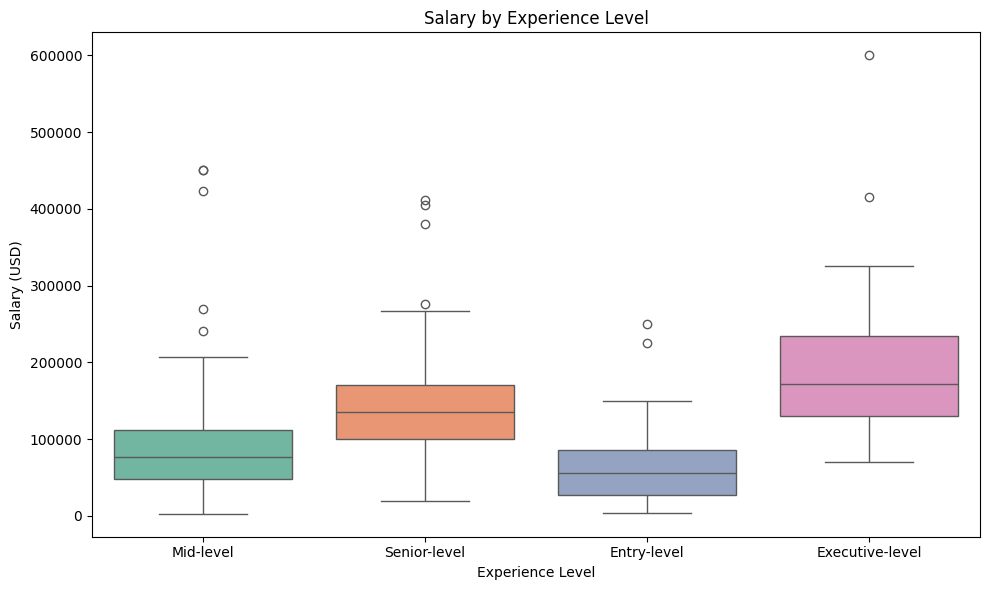 Salary by Experience Level
Salary (USD)
600000
500000
400000
300000
200000
100000
0
Mid-level
Senior-level
Entry-level
Executive-level
Experience Level